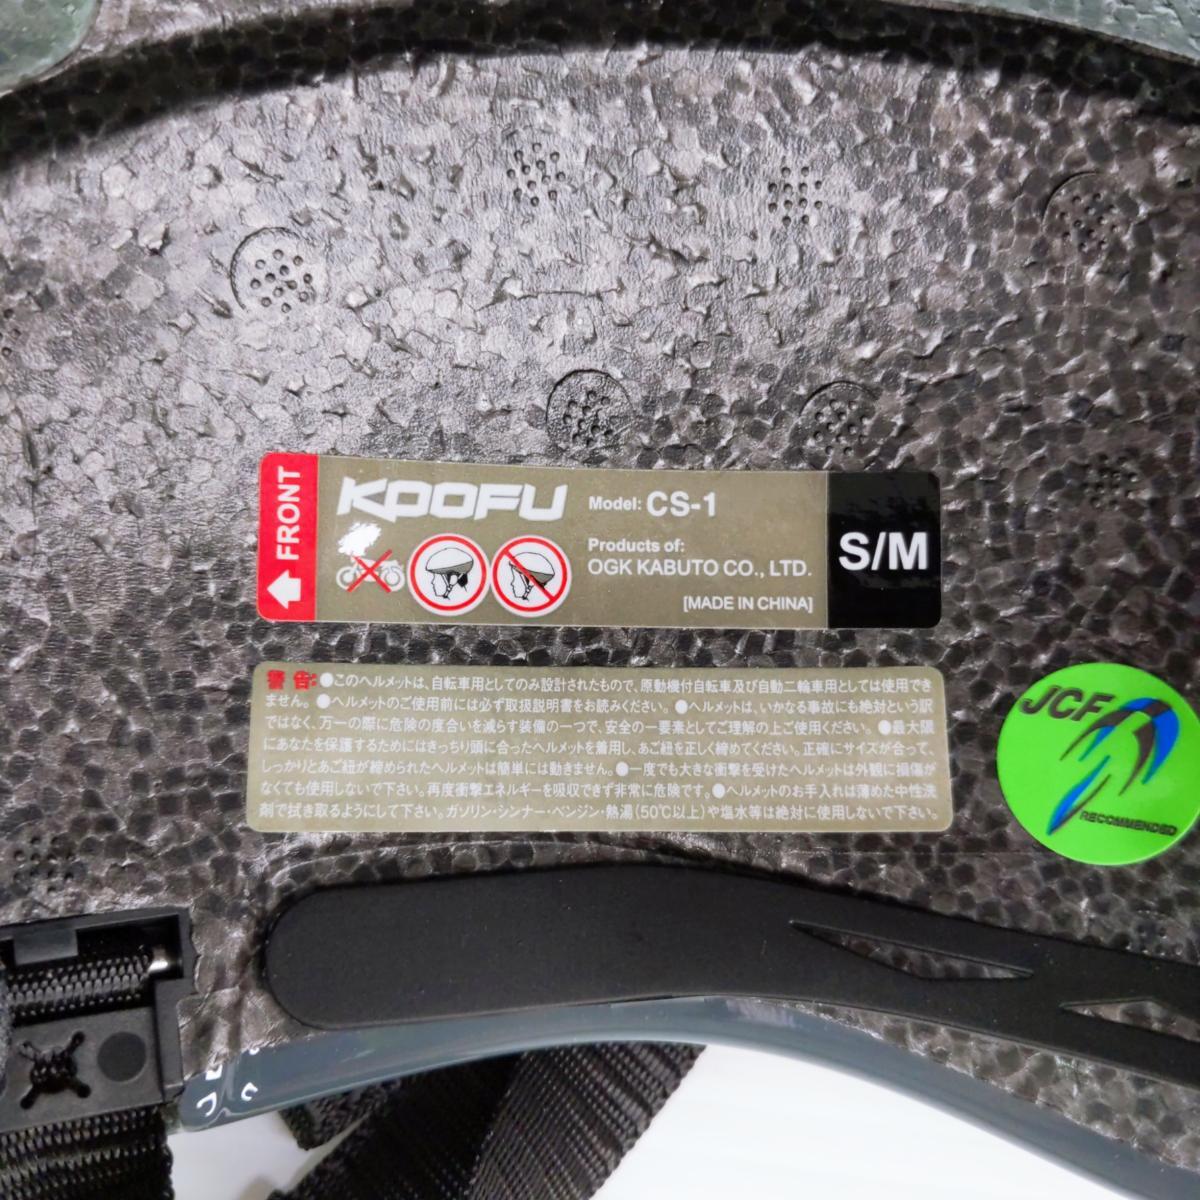 FRONT
KOOFU
Model: CS-1
Products of:
OGK KABUTO CO., LTD.
[MADE IN CHINA]
S/M
警告:●このヘルメットは、自転車用としてのみ設計されたもので、原動機付自転車及び自動二輪車用としては使用でき
ません。●ヘルメットのご使用前には必ず取扱説明書をお読みください。●ヘルメットは、いかなる事故にも絶対という訳
ではなく、万一の際に危険の度合いを減らす装備の一つで、安全の一要素としてご理解の上ご使用ください。●最大限
にあなたを保護するためにはきっちり頭に合ったヘルメットを着用し、あご紐を正しく締めてください。正確にサイズが合って、
しっかりとあご紐が締められたヘルメットは簡単には動きません。●一度でも大きな衝撃を受けたヘルメットは外観に損傷が
なくても使用しないで下さい。再度衝撃エネルギーを吸収できず非常に危険です。●ヘルメットのお手入れは薄めた中性洗
剤で拭き取るようにして下さい。ガソリン・シンナー・ベンジン・熱湯(50℃以上)や塩水等は絶対に使用しないで下さい。
JCF
RECOMMENDED